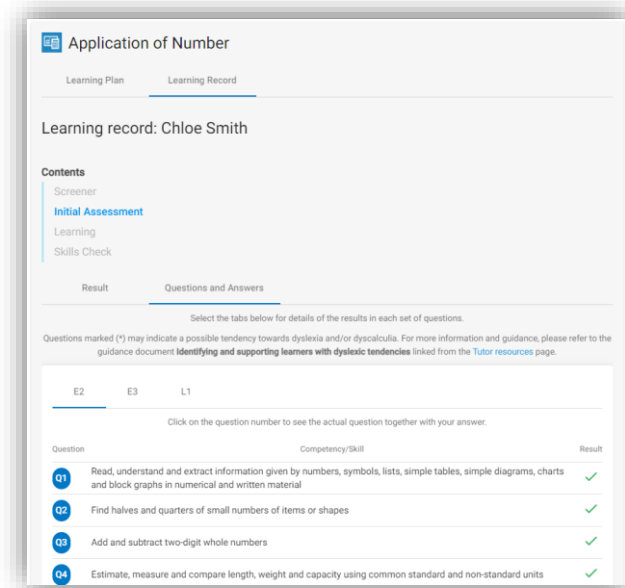 Application of Number
Learning Plan Learning Record
Learning record: Chloe Smith
Contents
Screener
Initial Assessment
Learning
Skills Check
Result Questions and Answers
Select the tabs below for details of the results in each set of questions.
Questions marked (*) may indicate a possible tendency towards dyslexia and/or dyscalculia. For more information and guidance, please refer to the
guidance document Identifying and supporting learners with dyslexic tendencies linked from the Tutor resources page.
E2 E3 L1
Click on the question number to see the actual question together with your answer.
Question Competency/Skill Result
Q1 Read, understand and extract information given by numbers, symbols, lists, simple tables, simple diagrams, charts
and block graphs in numerical and written material
Q2 Find halves and quarters of small numbers of items or shapes
Q3 Add and subtract two-digit whole numbers
Q4 Estimate, measure and compare length, weight and capacity using common standard and non-standard units